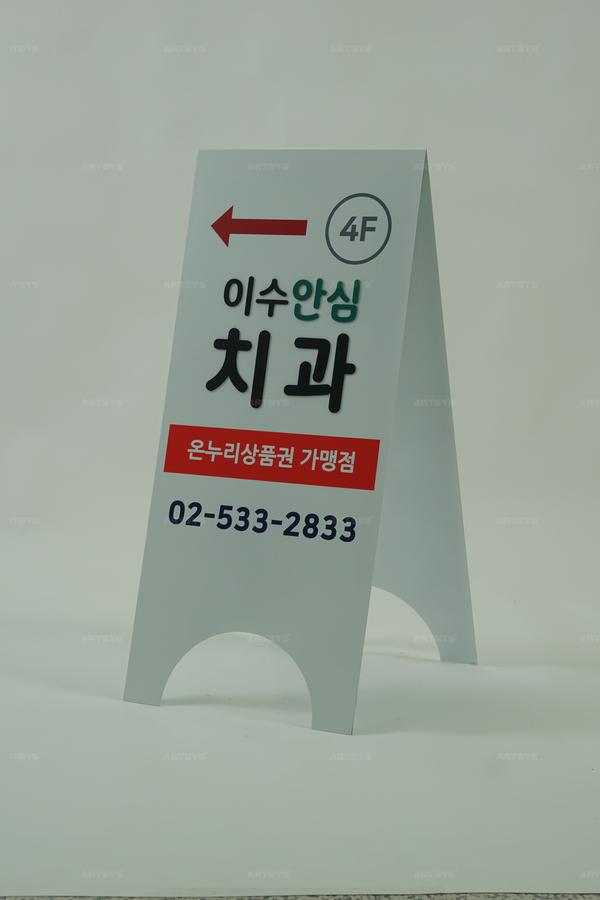 4F
이수안심
치과
온누리상품권 가맹점
02-533-2833
ARTSYS